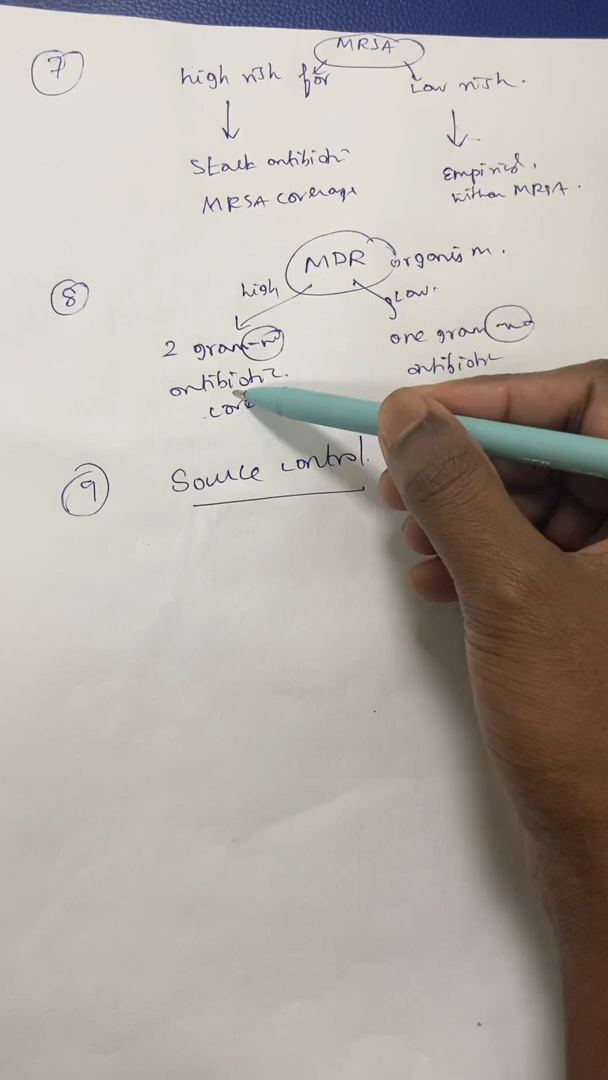 7
MRSA
high risk for
Low risk.
Start antibioti
MRSA coverage
Empirical,
without MRSA.
8
MDR organism.
high
Low.
2 gram -ve
antibiotic.
one gram -ve
antibiotic
9
Source control.